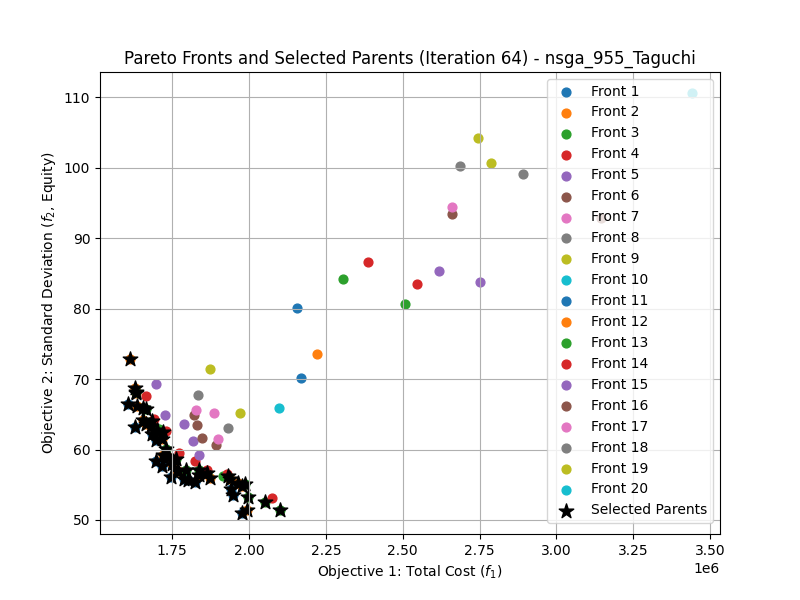 Pareto Fronts and Selected Parents (Iteration 64) - nsga_955_Taguchi
Objective 2: Standard Deviation (f₂, Equity)
110
100
90
80
70
60
50
Front 1
Front 2
Front 3
Front 4
Front 5
Front 6
Front 7
Front 8
Front 9
Front 10
Front 11
Front 12
Front 13
Front 14
Front 15
Front 16
Front 17
Front 18
Front 19
Front 20
Selected Parents
1.75 2.00 2.25 2.50 2.75 3.00 3.25 3.50
1e6
Objective 1: Total Cost (f₁)